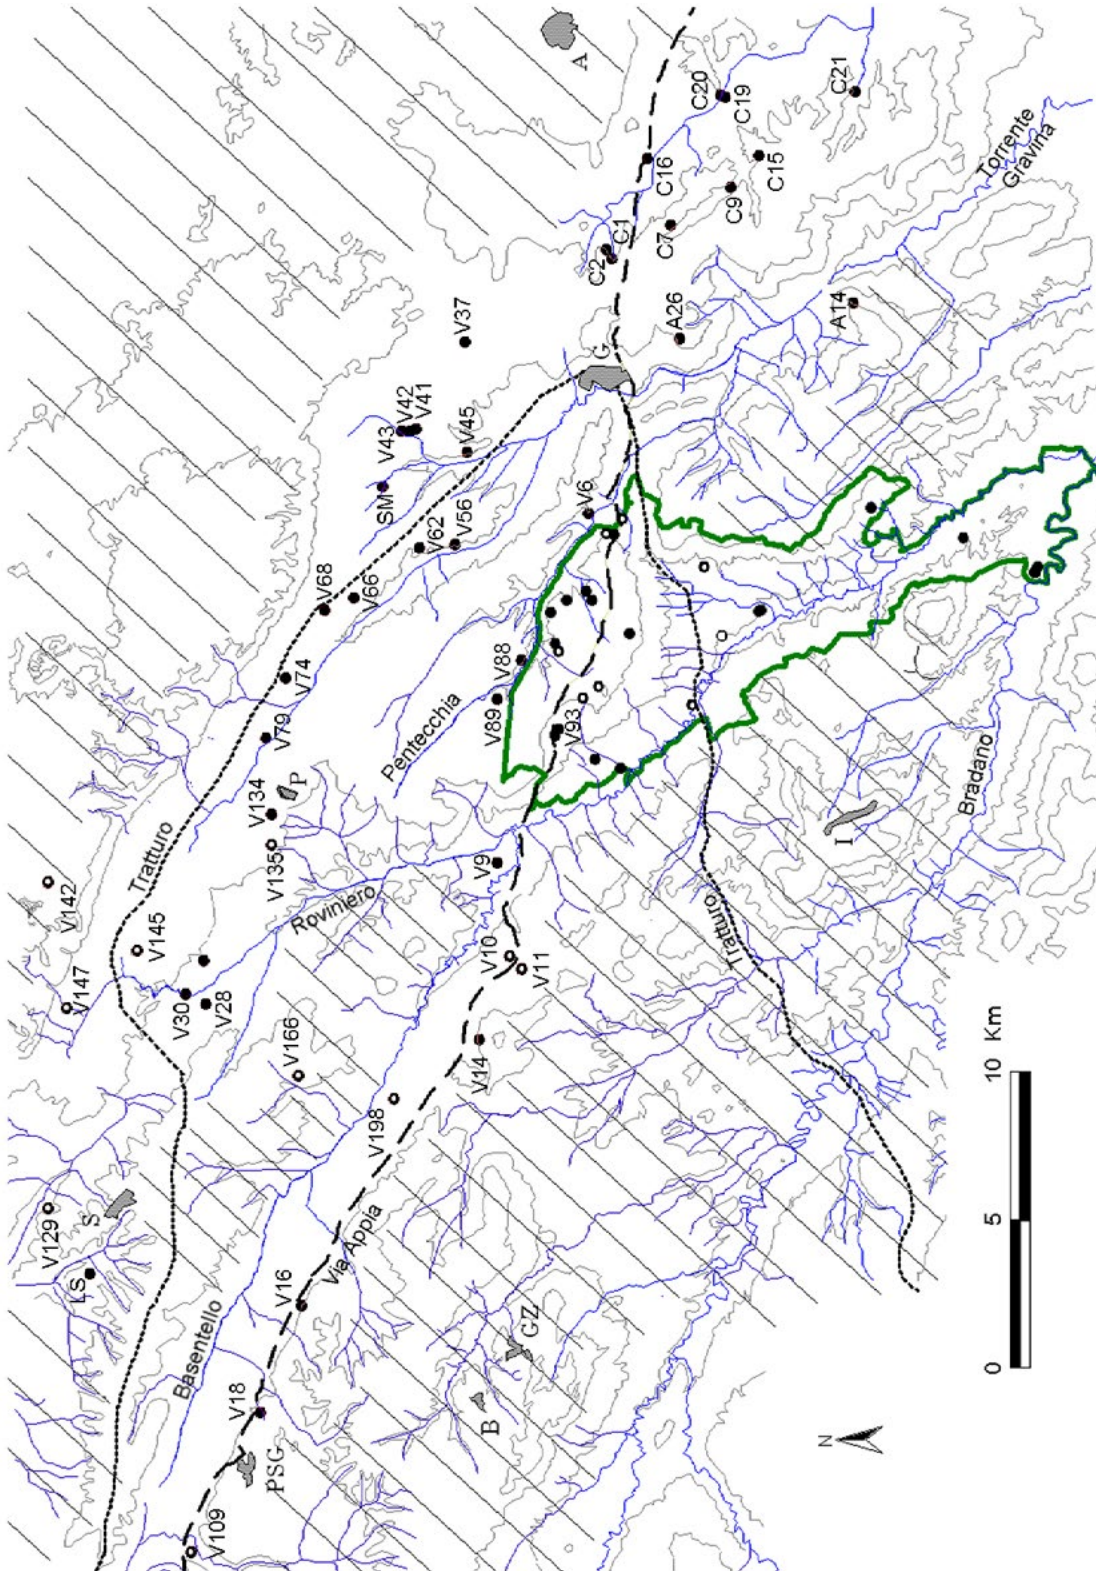 A
C20
C19
C21
C16
C15
C9
C7
C1
C2
Torrente
Gravina
A14
A26
G
V37
V42
V41
V43
V45
SM
V62
V56
V6
V68
V66
V74
V79
V88
V89
Pentecchia
V93
V134
P
V135
Tratturo
V142
V145
V147
V30
V28
Roviniero
V9
V10
V11
V14
V166
V198
Tratturo
I
Bradano
V129
S
LS
Basentello
V16
Via Appia
V18
PSG
V109
GZ
B
N
0
5
10 Km